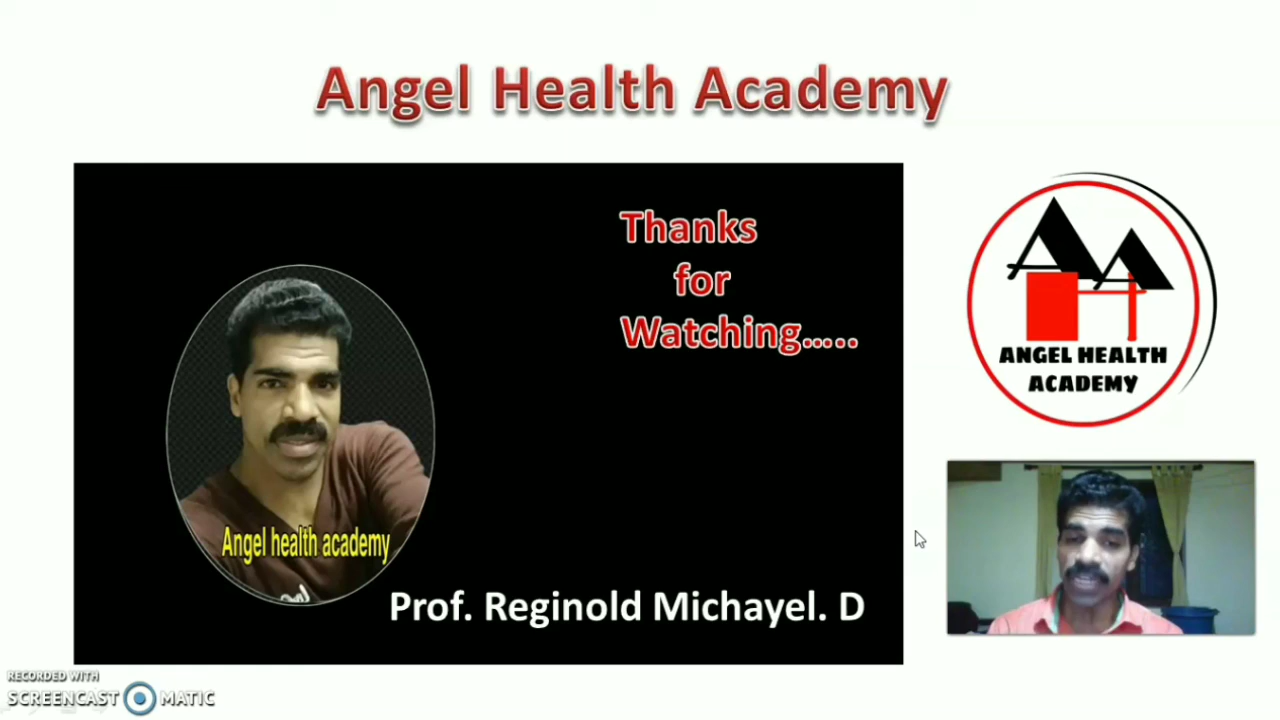 Angel Health Academy
Thanks
for
Watching.....
ANGEL HEALTH
ACADEMY
Angel health academy
Prof. Reginold Michayel. D
RECORDED WITH
SCREENCAST MATIC